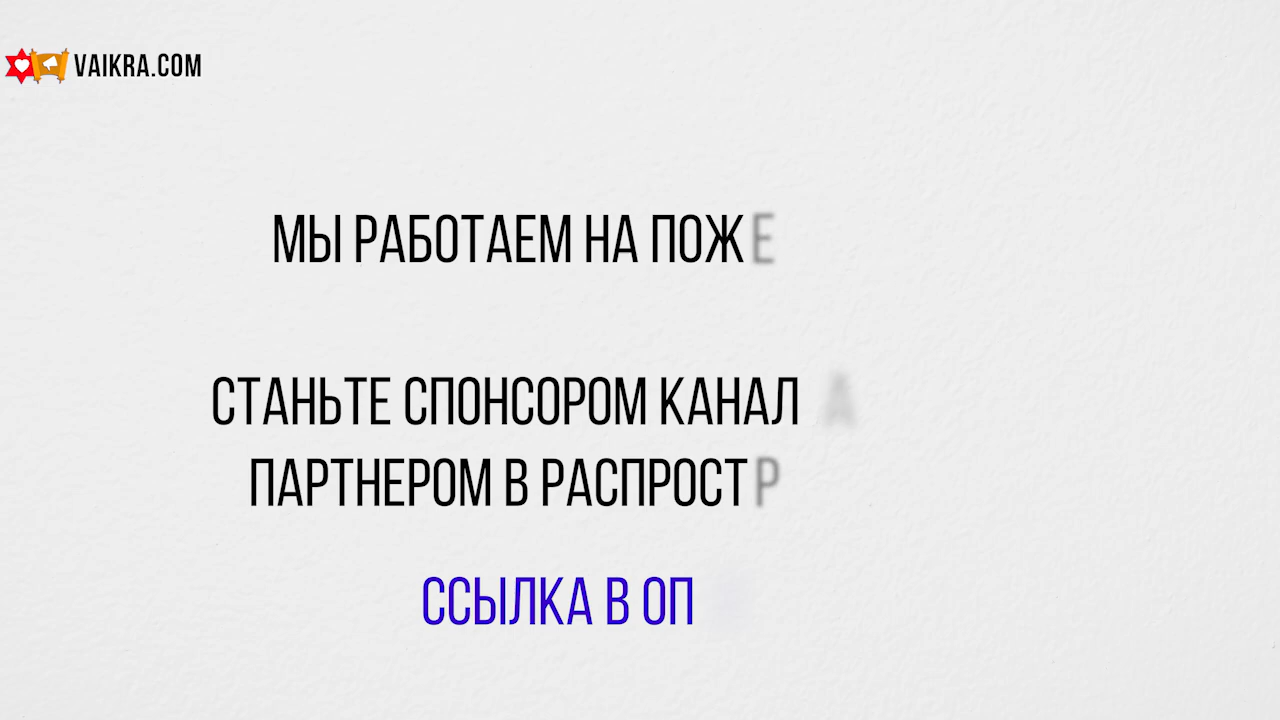 VAIKRA.COM
МЫ РАБОТАЕМ НА ПОЖЕ
СТАНЬТЕ СПОНСОРОМ КАНАЛА
ПАРТНЕРОМ В РАСПРОСТР
ССЫЛКА В ОП